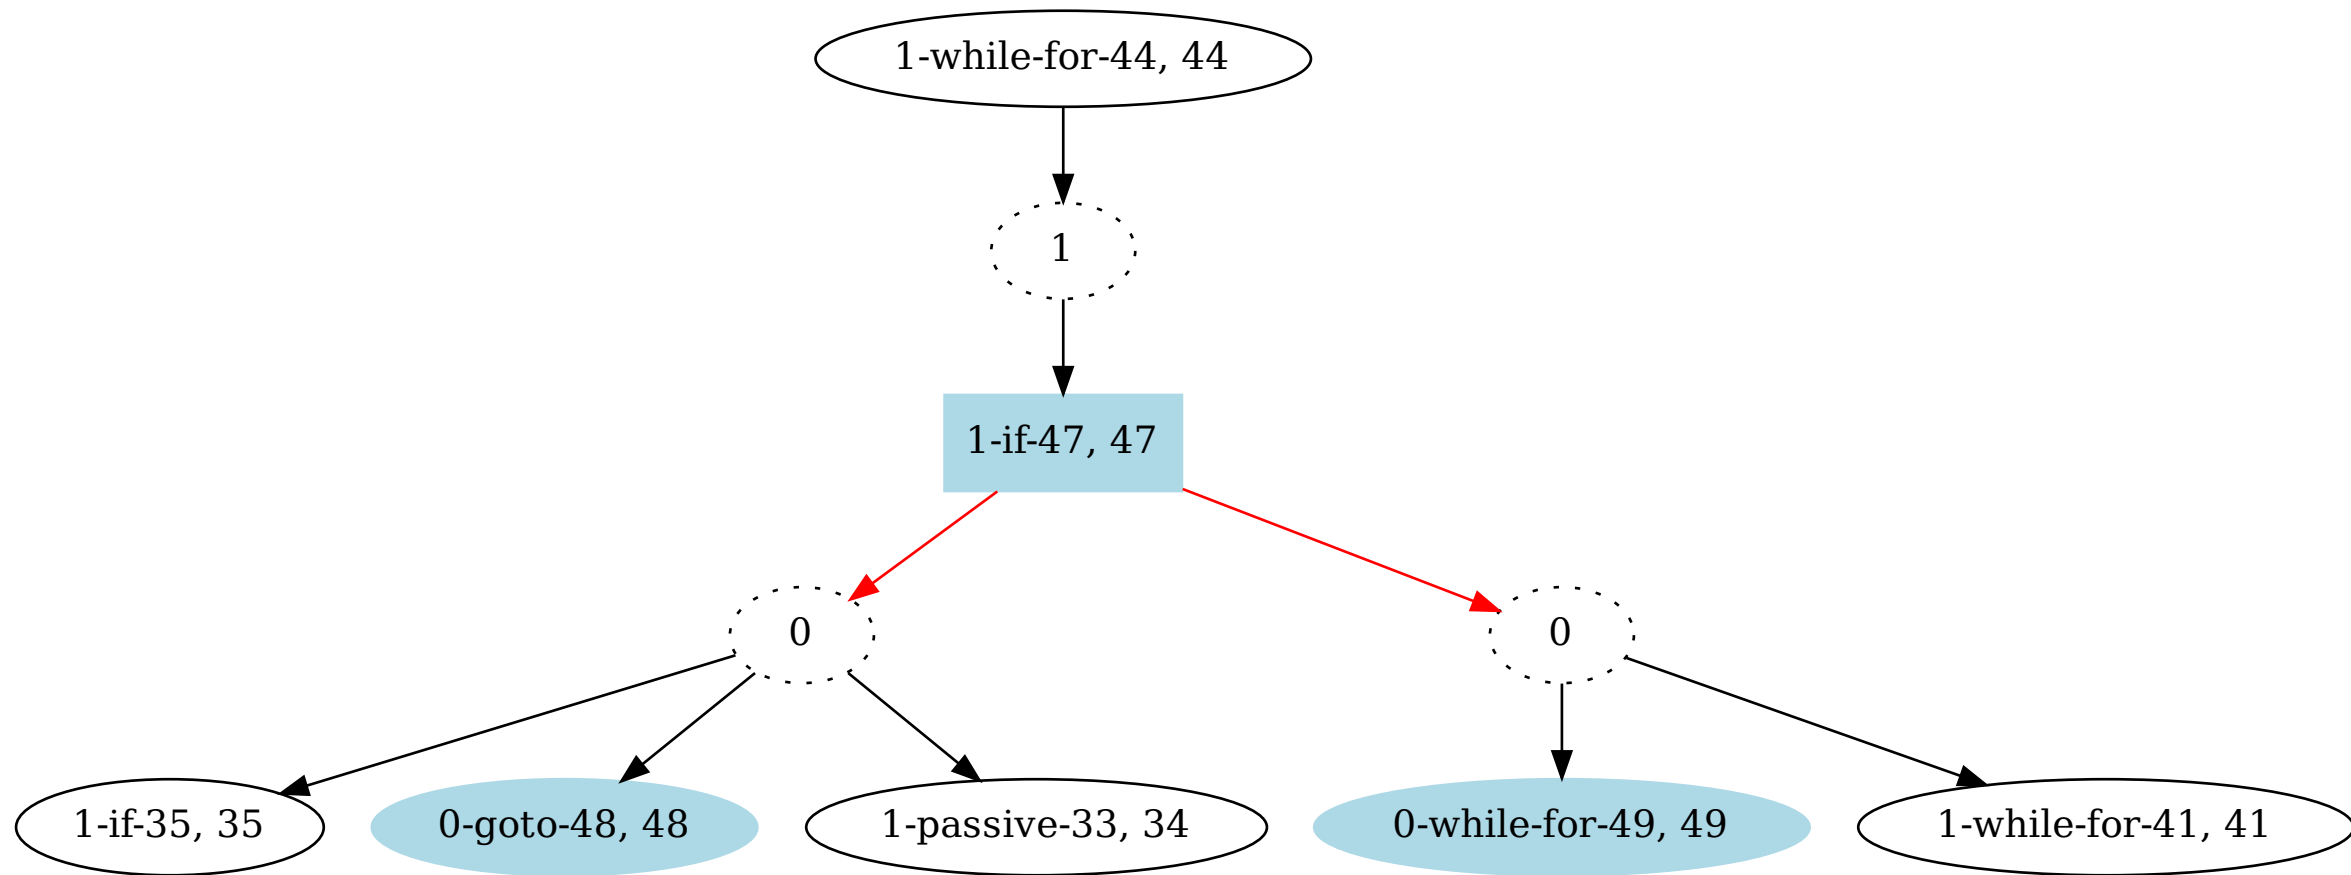 1-while-for-44, 44
1
1-if-47, 47
0
0
1-if-35, 35
0-goto-48, 48
1-passive-33, 34
0-while-for-49, 49
1-while-for-41, 41